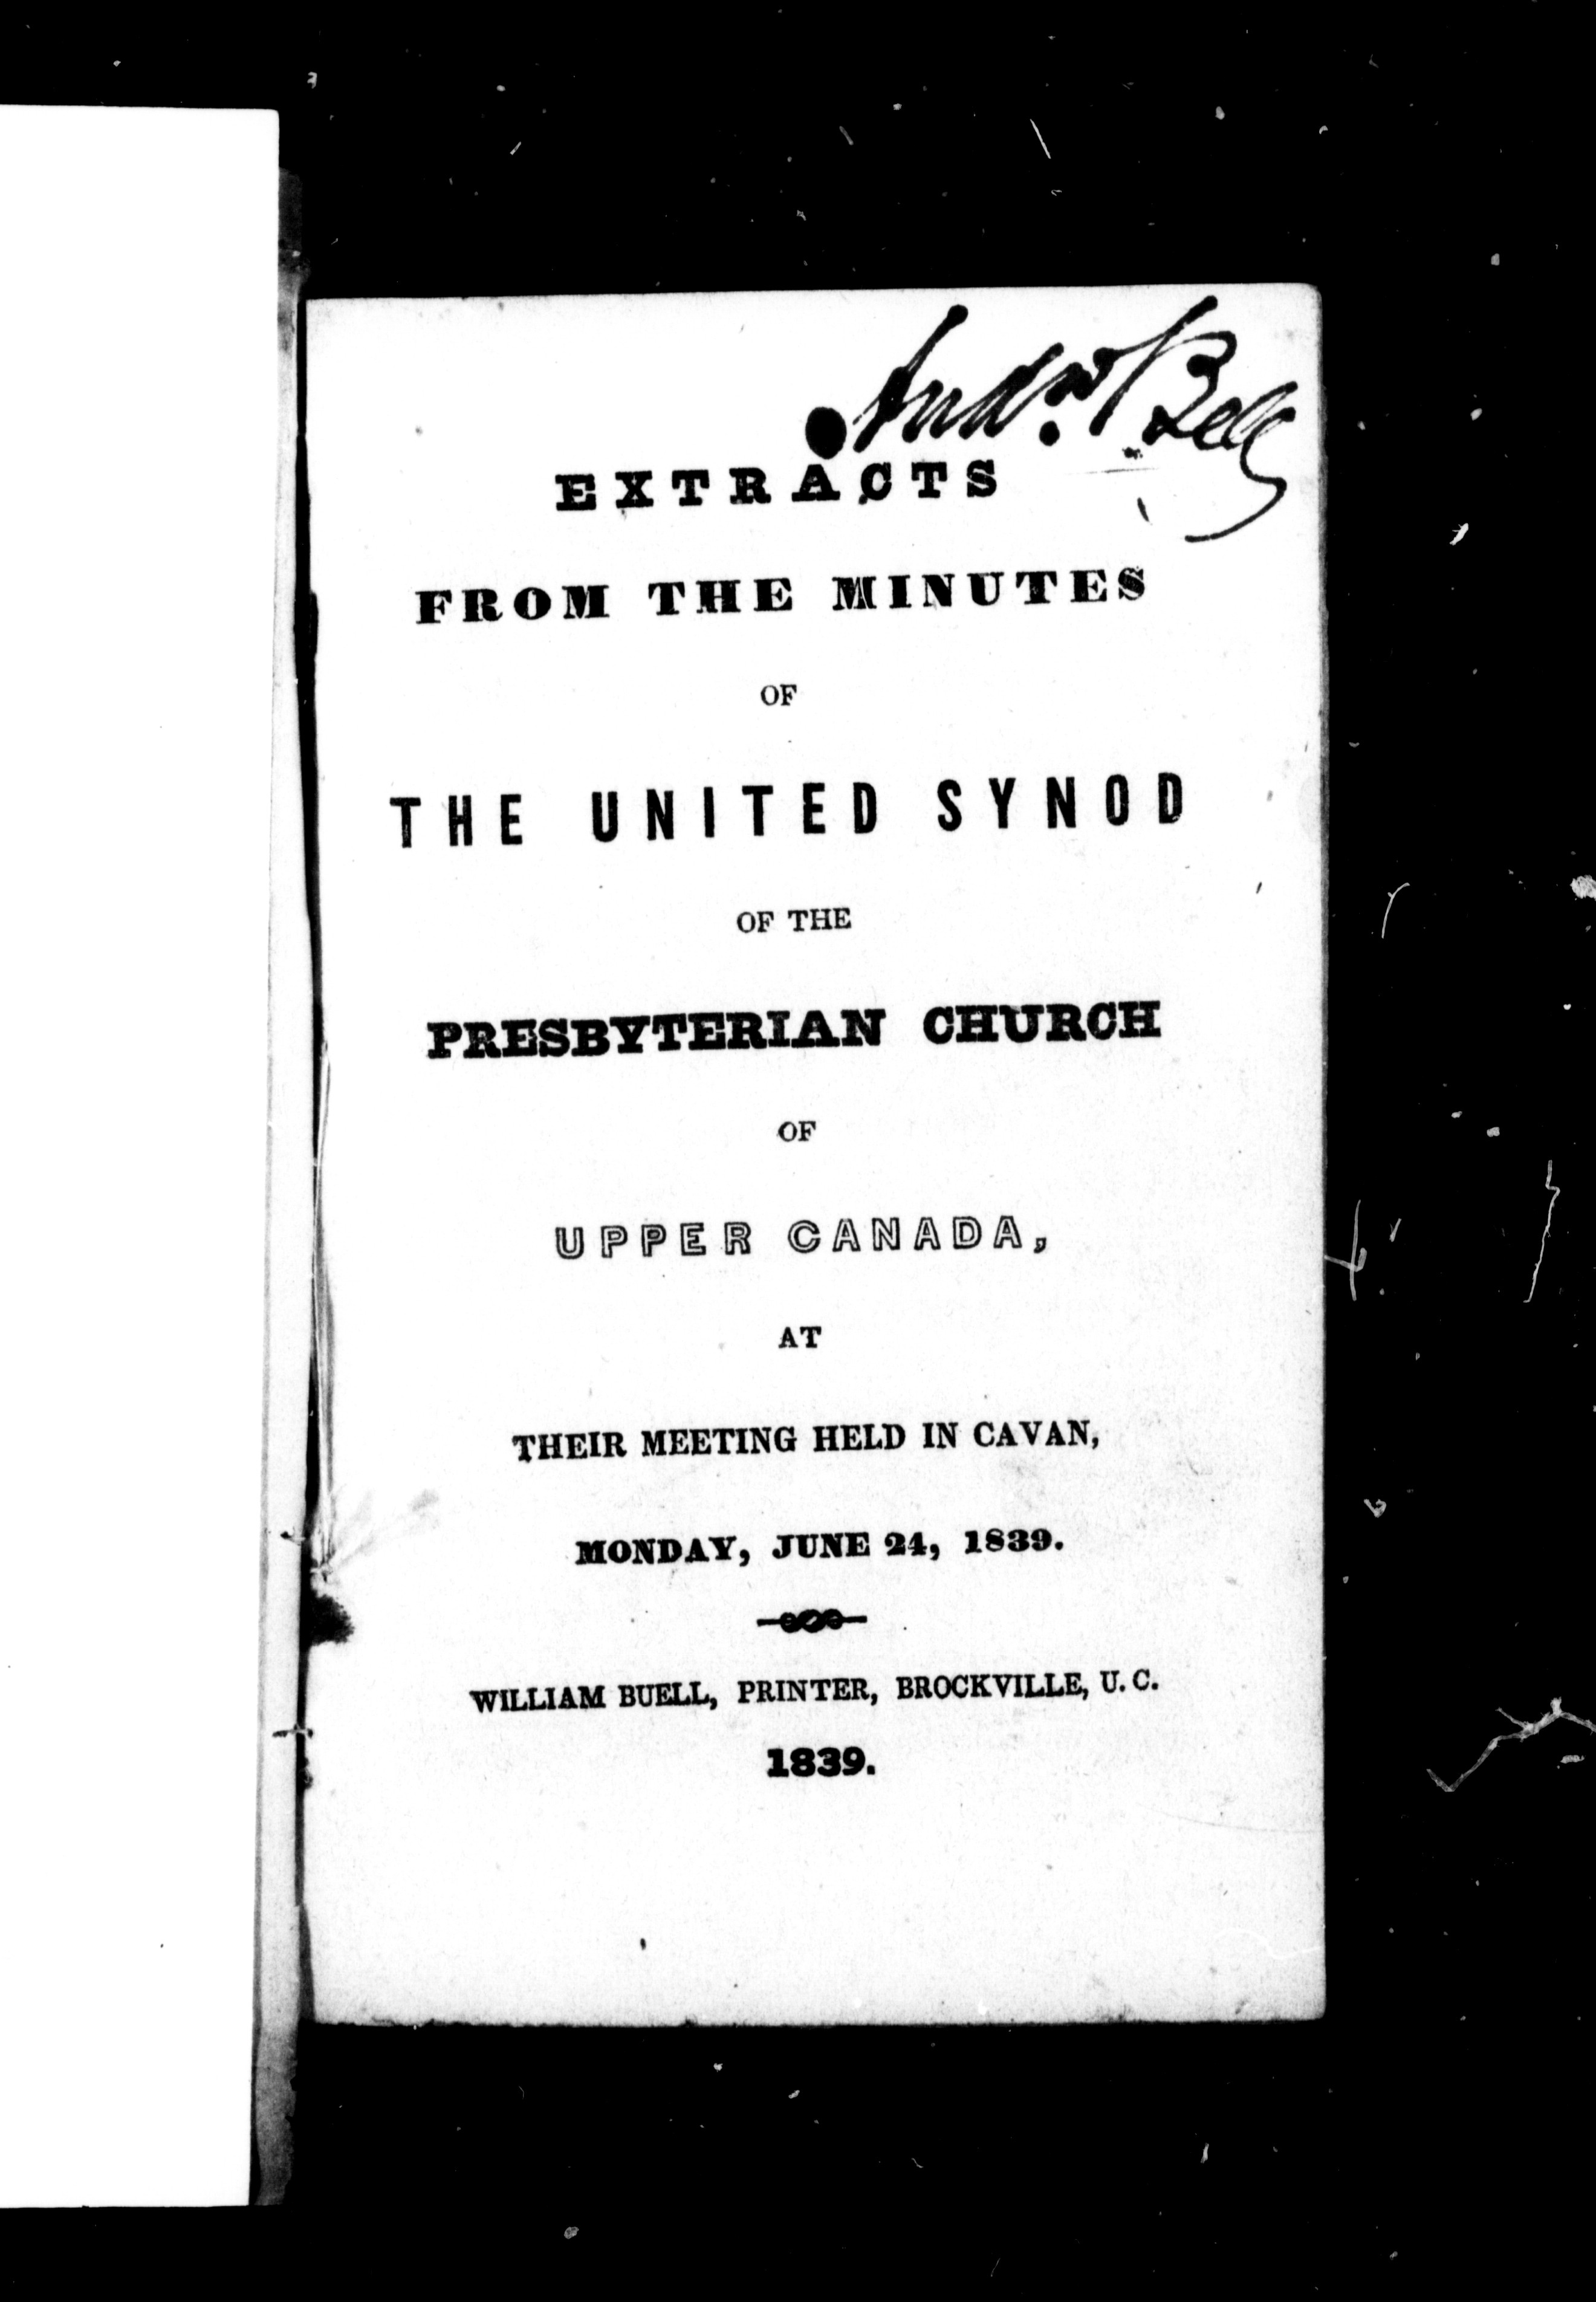 Andw. Bell
EXTRACTS
FROM THE MINUTES
OF
THE UNITED SYNOD
OF THE
PRESBYTERIAN CHURCH
OF
UPPER CANADA,
AT
THEIR MEETING HELD IN CAVAN,
MONDAY, JUNE 24, 1839.
WILLIAM BUELL, PRINTER, BROCKVILLE, U. C.
1839.